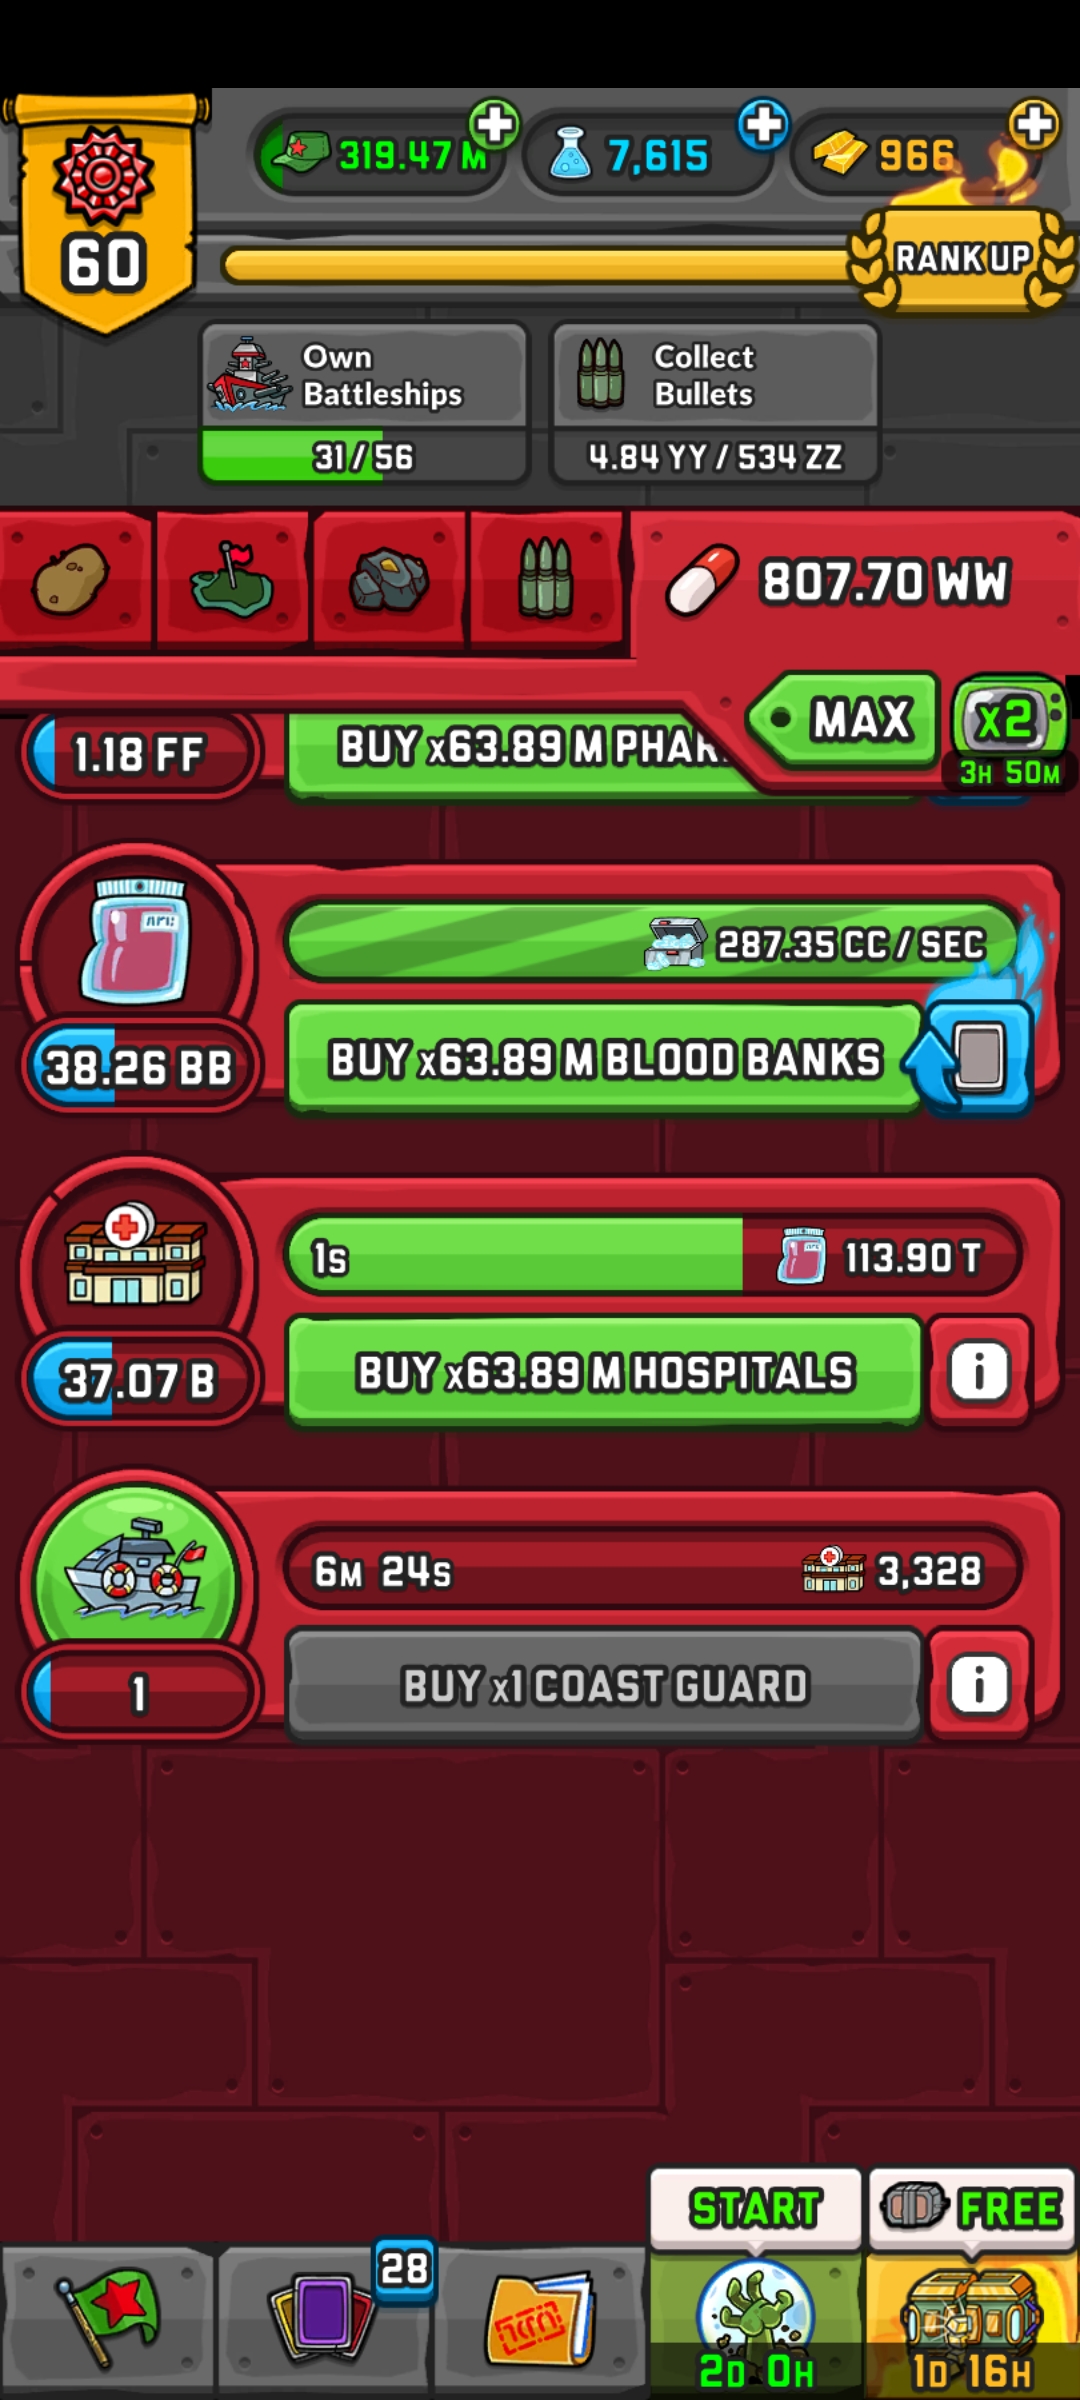 319.47 M
7,615
966
60
RANK UP
Own
Battleships
31 / 56
Collect
Bullets
4.84 YY / 534 ZZ
807.70 WW
MAX
x2
3H 50M
1.18 FF
BUY x63.89 M PHAR
287.35 CC / SEC
38.26 BB
BUY x63.89 M BLOOD BANKS
1s
113.90 T
37.07 B
BUY x63.89 M HOSPITALS
i
6M 24s
3,328
1
BUY x1 COAST GUARD
i
START
FREE
28
2D 0H
1D 16H